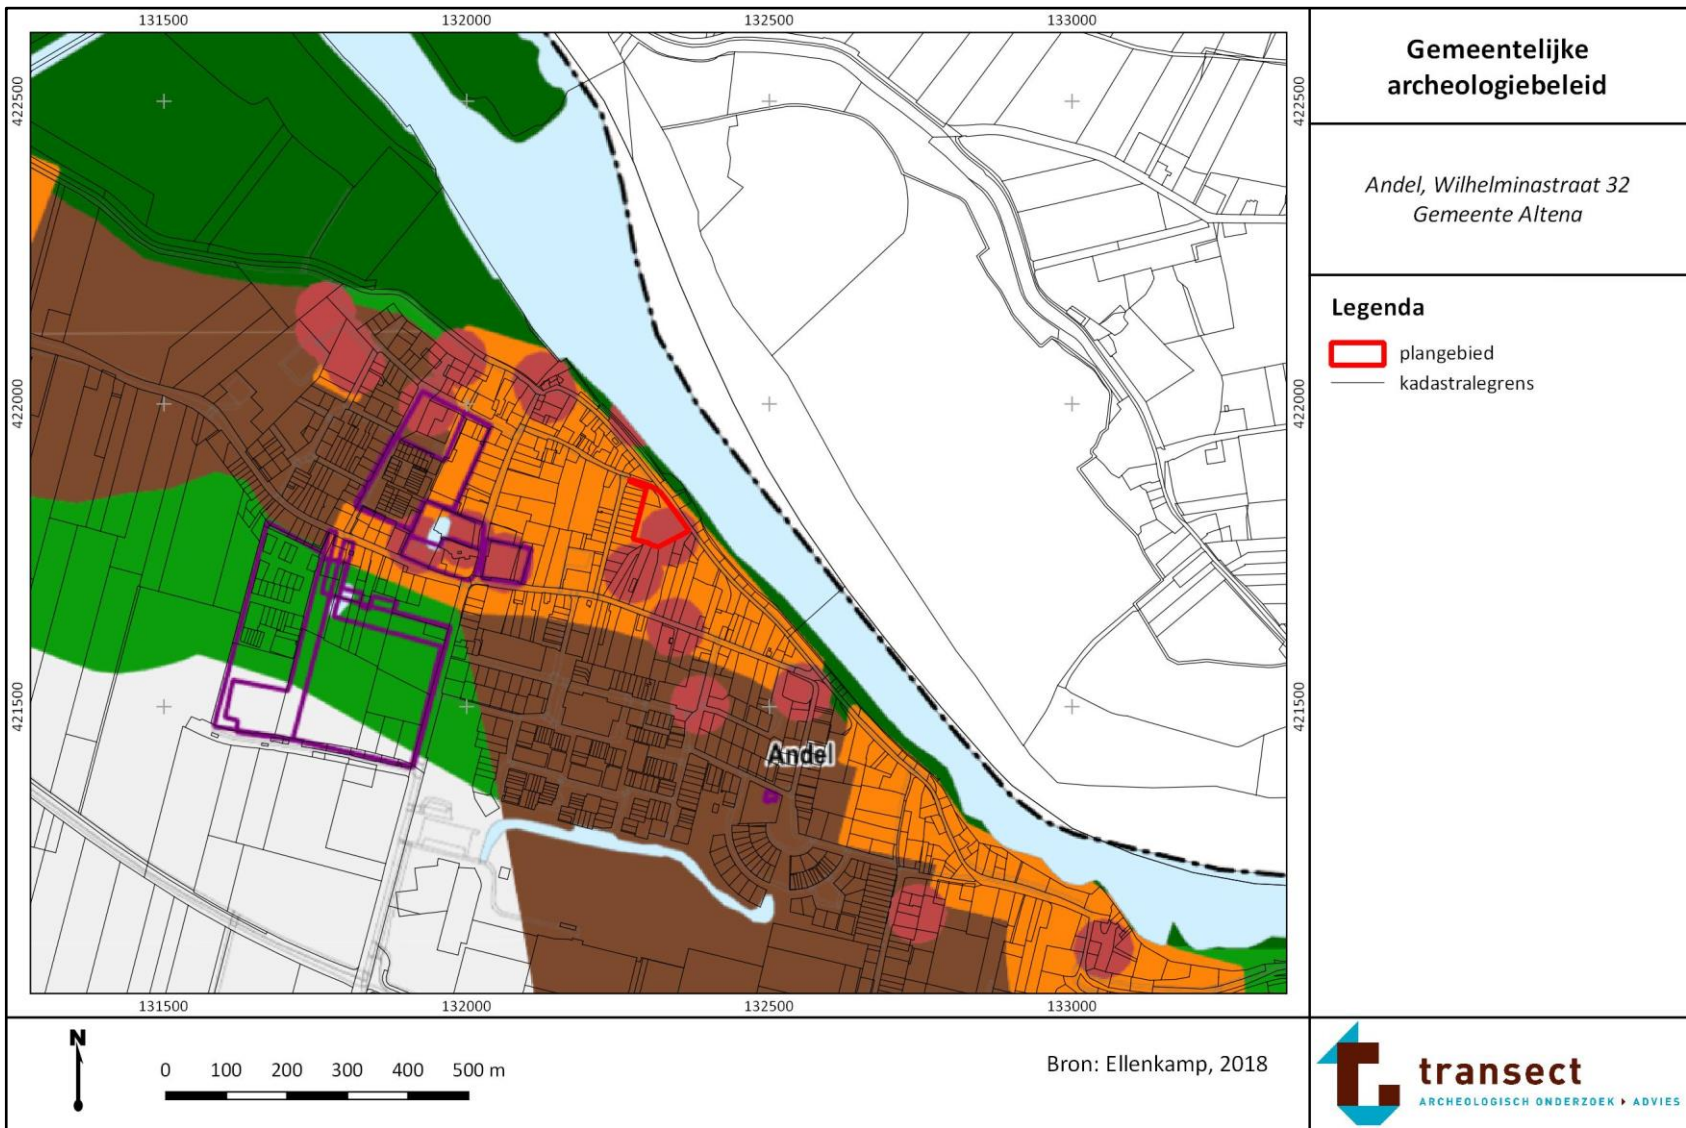 131500 132000 132500 133000
422500 422500
422000 422000
421500 421500
Andel
131500 132000 132500 133000
Gemeentelijke
archeologiebeleid
Andel, Wilhelminastraat 32
Gemeente Altena
Legenda
plangebied
kadastralegrens
N
0 100 200 300 400 500 m
Bron: Ellenkamp, 2018
transect
ARCHEOLOGISCH ONDERZOEK ▸ ADVIES